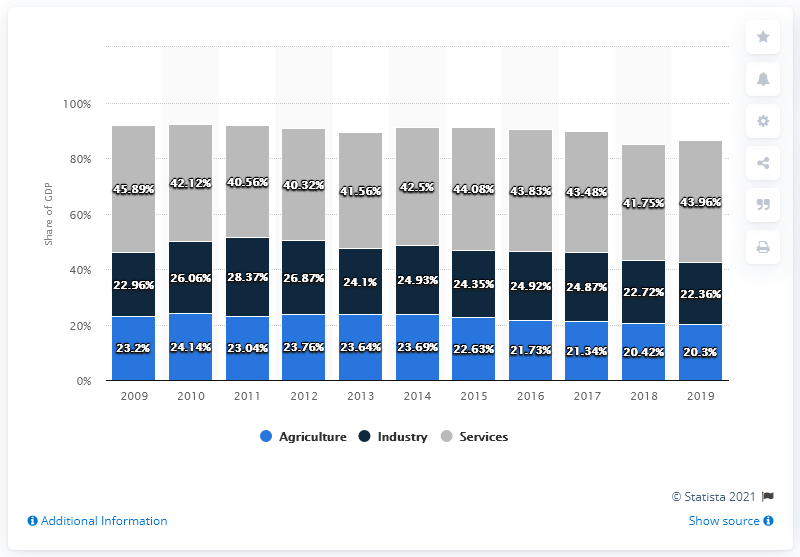 100%
80%
60%
40%
20%
0%
Share of GDP
45.89% 42.12% 40.56% 40.32% 41.56% 42.5% 44.08% 43.83% 43.48% 41.75% 43.96%
22.96% 26.06% 28.37% 26.87% 24.1% 24.93% 24.35% 24.92% 24.87% 22.72% 22.36%
23.2% 24.14% 23.04% 23.76% 23.64% 23.69% 22.63% 21.73% 21.34% 20.42% 20.3%
2009 2010 2011 2012 2013 2014 2015 2016 2017 2018 2019
Agriculture Industry Services
© Statista 2021
Additional Information Show source